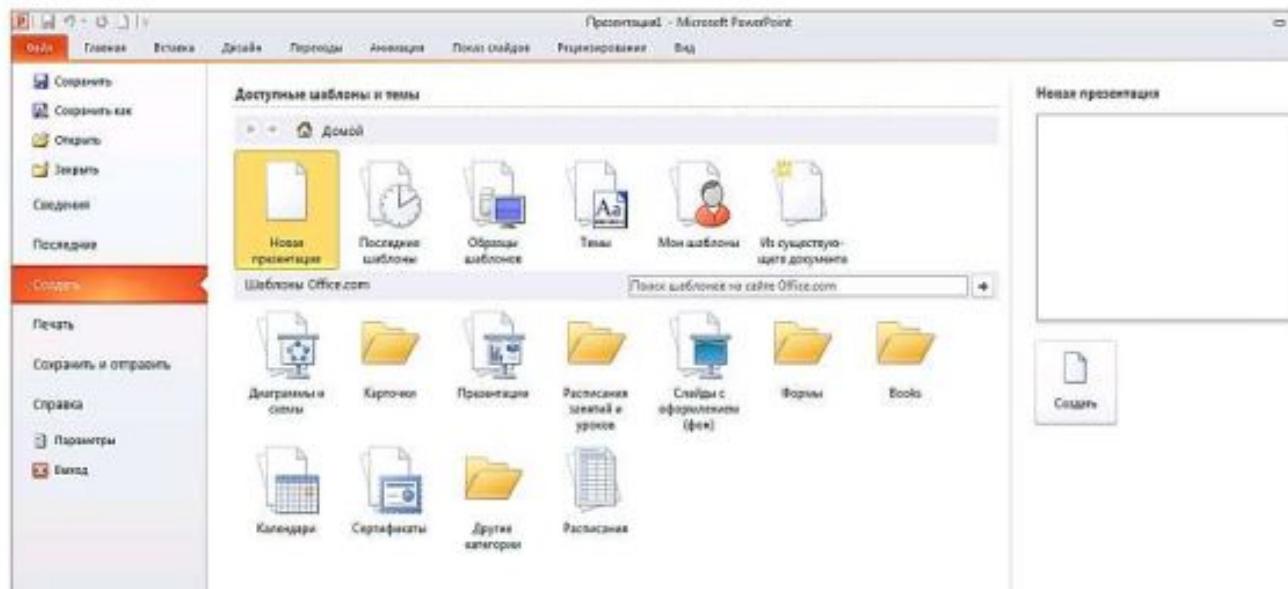 Презентация1 - Microsoft PowerPoint
Файл Главная Вставка Дизайн Переходы Анимация Показ слайдов Рецензирование Вид
Сохранить
Сохранить как
Открыть
Закрыть
Сведения
Последние
Создать
Печать
Сохранить и отправить
Справка
Параметры
Выход
Доступные шаблоны и темы
Домой
Новая
презентация
Последние
шаблоны
Образцы
шаблонов
Темы
Мои шаблоны
Из существую-
щего документа
Шаблоны Office.com
Поиск шаблонов на сайте Office.com
Диаграммы и
схемы
Карточки
Презентации
Расписания
занятий и
уроков
Слайды с
оформлением
(фон)
Формы
Books
Календари
Сертификаты
Другие
категории
Расписания
Новая презентация
Создать